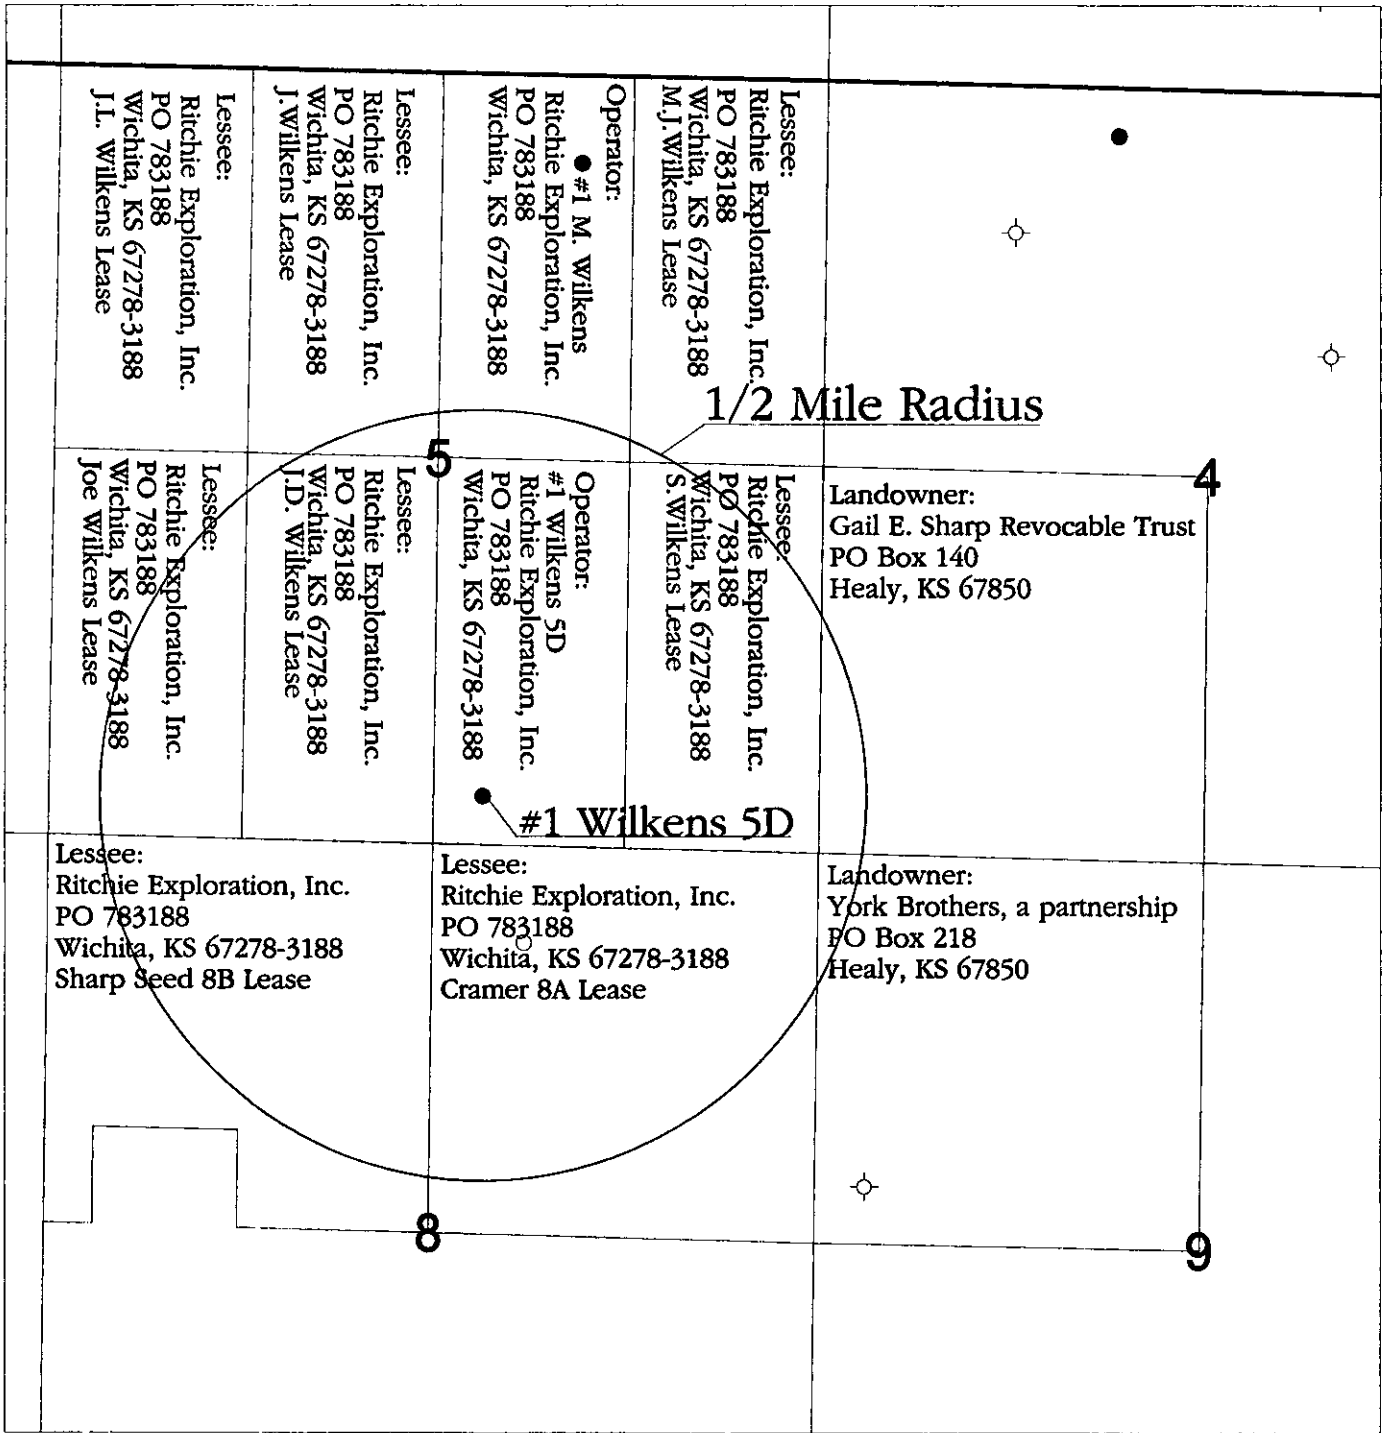 Lessee:
Ritchie Exploration, Inc.
PO 783188
Wichita, KS 67278-3188
J.L. Wilkens Lease
Lessee:
Ritchie Exploration, Inc.
PO 783188
Wichita, KS 67278-3188
J.Wilkens Lease
Operator:
#1 M. Wilkens
Ritchie Exploration, Inc.
PO 783188
Wichita, KS 67278-3188
Lessee:
Ritchie Exploration, Inc.
PO 783188
Wichita, KS 67278-3188
M.J.Wilkens Lease
1/2 Mile Radius
5
4
Lessee:
Ritchie Exploration, Inc.
PO 783188
Wichita, KS 67278-3188
Joe Wilkens Lease
Lessee:
Ritchie Exploration, Inc.
PO 783188
Wichita, KS 67278-3188
J.D. Wilkens Lease
Operator:
#1 Wilkens 5D
Ritchie Exploration, Inc.
PO 783188
Wichita, KS 67278-3188
Lessee:
Ritchie Exploration, Inc.
PO 783188
Wichita, KS 67278-3188
S.Wilkens Lease
Landowner:
Gail E. Sharp Revocable Trust
PO Box 140
Healy, KS 67850
#1 Wilkens 5D
Lessee:
Ritchie Exploration, Inc.
PO 783188
Wichita, KS 67278-3188
Sharp Seed 8B Lease
Lessee:
Ritchie Exploration, Inc.
PO 783188
Wichita, KS 67278-3188
Cramer 8A Lease
Landowner:
York Brothers, a partnership
PO Box 218
Healy, KS 67850
8
9